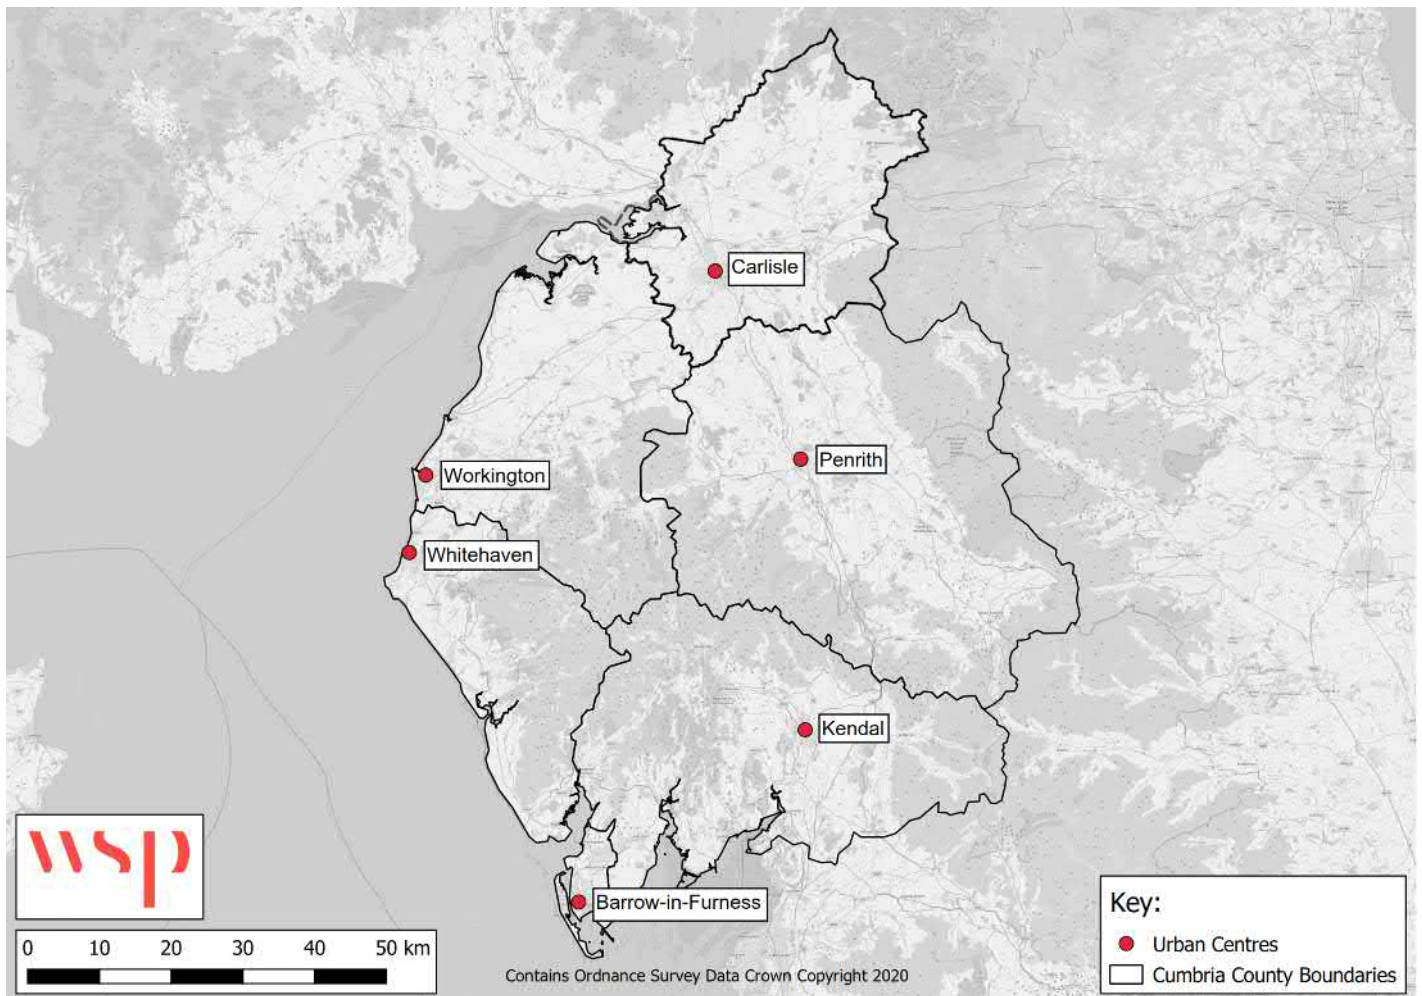 Carlisle
Penrith
Workington
Whitehaven
Kendal
Barrow-in-Furness
wsp
0 10 20 30 40 50 km
Contains Ordnance Survey Data Crown Copyright 2020
Key:
Urban Centres
Cumbria County Boundaries